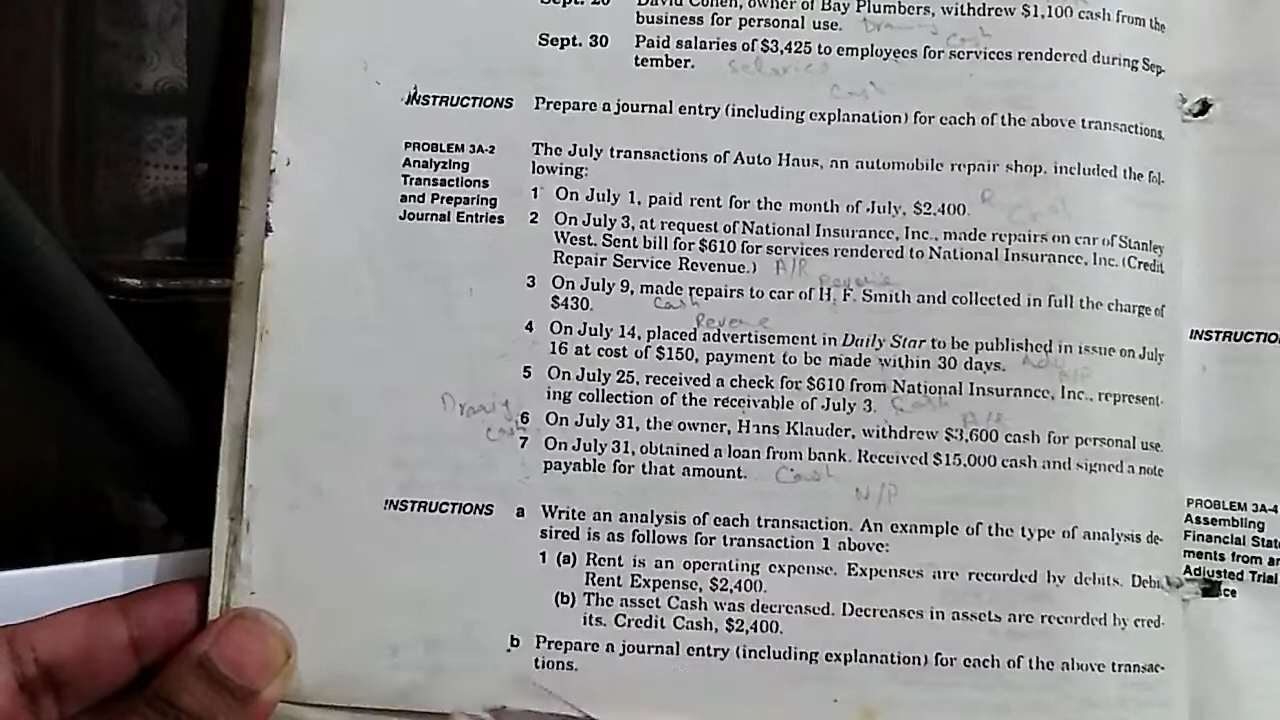 Sept. 20 David Cohen, owner of Bay Plumbers, withdrew $1,100 cash from the
business for personal use. Drawing
Cash
Sept. 30 Paid salaries of $3,425 to employees for services rendered during Sep-
tember. Salaries
Cash
INSTRUCTIONS Prepare a journal entry (including explanation) for each of the above transactions.
PROBLEM 3A-2
Analyzing
Transactions
and Preparing
Journal Entries
The July transactions of Auto Haus, an automobile repair shop, included the fol-
lowing:
1 On July 1, paid rent for the month of July, $2,400.
Cash
2 On July 3, at request of National Insurance, Inc., made repairs on car of Stanley
West. Sent bill for $610 for services rendered to National Insurance, Inc. (Credit
Repair Service Revenue.) A/R
Revenue
3 On July 9, made repairs to car of H. F. Smith and collected in full the charge of
$430. Cash
Revene
4 On July 14, placed advertisement in Daily Star to be published in issue on July
16 at cost of $150, payment to be made within 30 days. Adv
A/P
5 On July 25, received a check for $610 from National Insurance, Inc., represent-
ing collection of the receivable of July 3. Cash
A/R
Drawing
Cash
6 On July 31, the owner, Hans Klauder, withdrew $3,600 cash for personal use.
7 On July 31, obtained a loan from bank. Received $15,000 cash and signed a note
payable for that amount. Cash
N/P
INSTRUCTIONS a Write an analysis of each transaction. An example of the type of analysis de-
sired is as follows for transaction 1 above:
1 (a) Rent is an operating expense. Expenses are recorded by debits. Debit
Rent Expense, $2,400.
(b) The asset Cash was decreased. Decreases in assets are recorded by cred-
its. Credit Cash, $2,400.
b Prepare a journal entry (including explanation) for each of the above transac-
tions.
INSTRUCTIO
PROBLEM 3A-4
Assembling
Financial State
ments from an
Adjusted Trial
ce